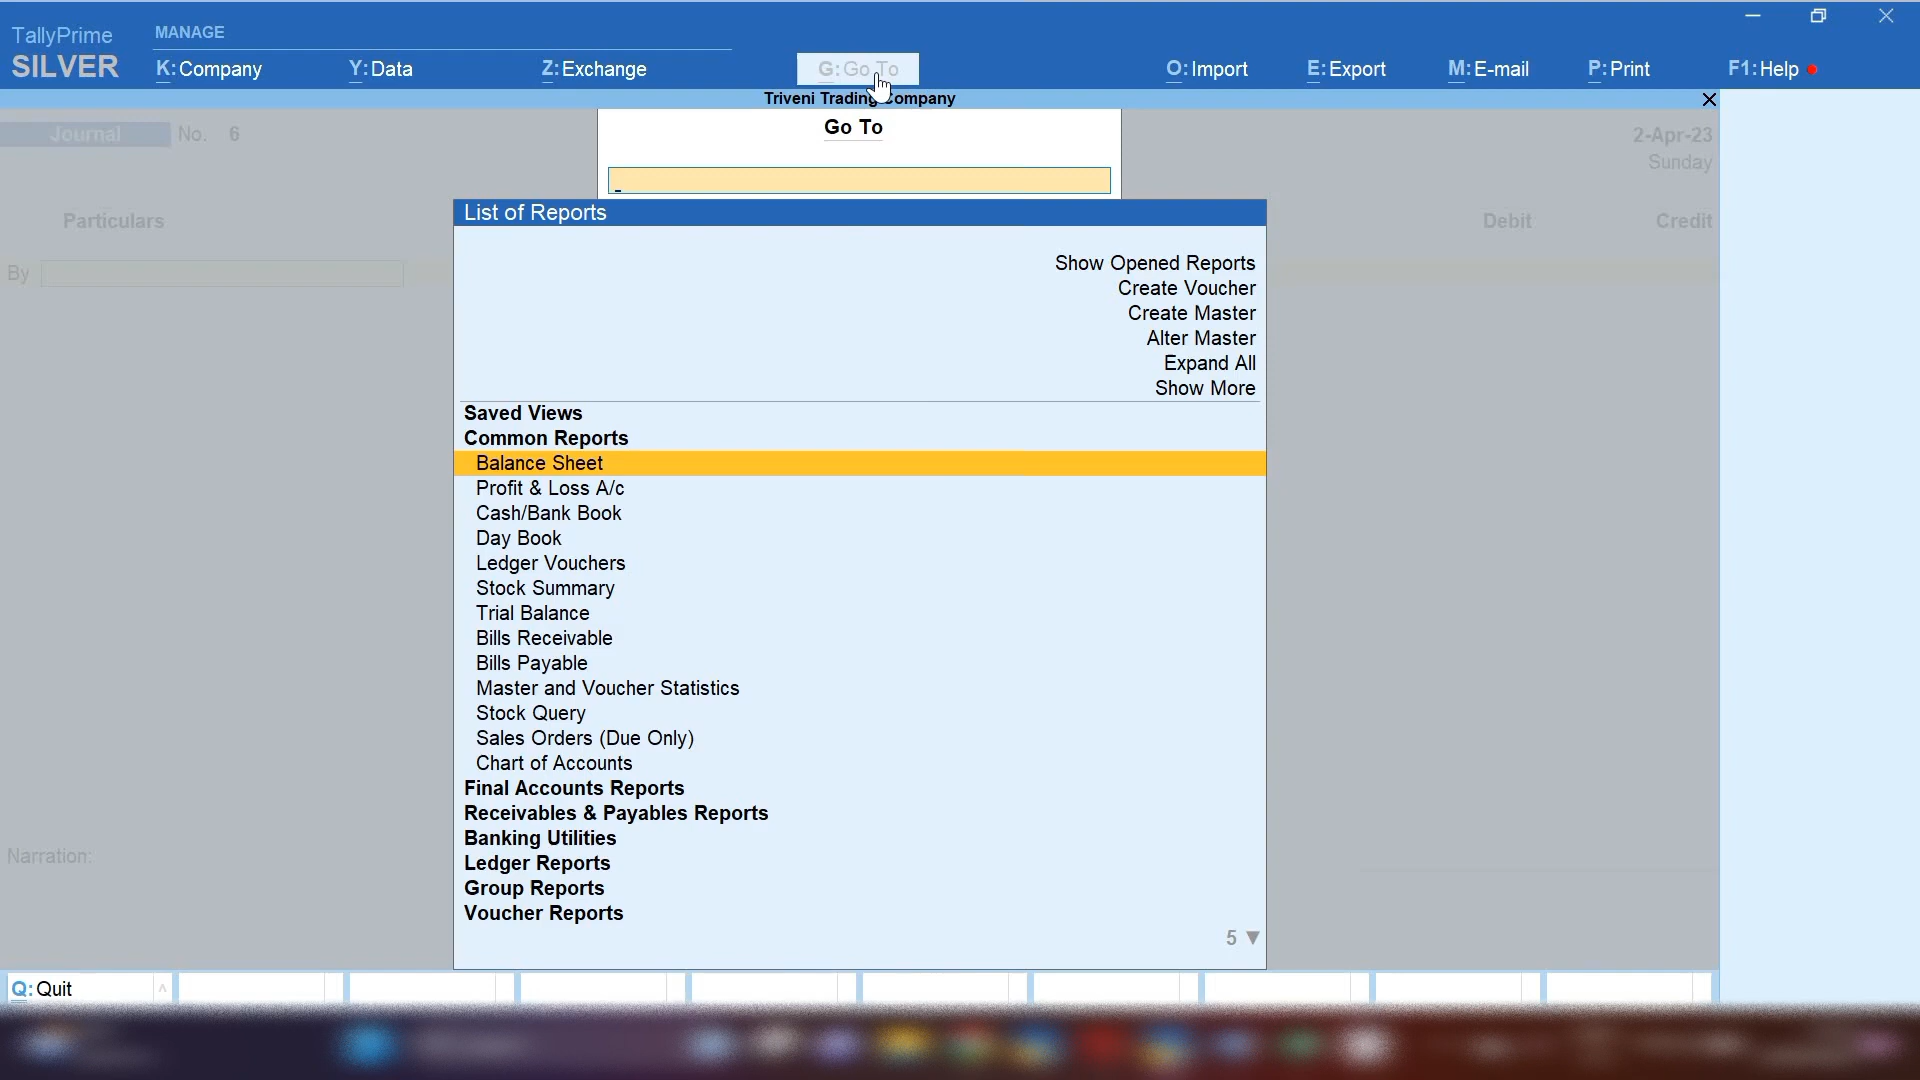 TallyPrime
SILVER
MANAGE
K:Company
Y:Data
Z:Exchange
G:Go To
O:Import
E:Export
M:E-mail
P:Print
F1:Help
Triveni Trading Company
Journal No. 6
2-Apr-23
Sunday
Go To
Particulars
Debit
Credit
By
List of Reports
Show Opened Reports
Create Voucher
Create Master
Alter Master
Expand All
Show More
Saved Views
Common Reports
Balance Sheet
Profit & Loss A/c
Cash/Bank Book
Day Book
Ledger Vouchers
Stock Summary
Trial Balance
Bills Receivable
Bills Payable
Master and Voucher Statistics
Stock Query
Sales Orders (Due Only)
Chart of Accounts
Final Accounts Reports
Receivables & Payables Reports
Banking Utilities
Ledger Reports
Group Reports
Voucher Reports
5 ▼
Narration:
Q:Quit